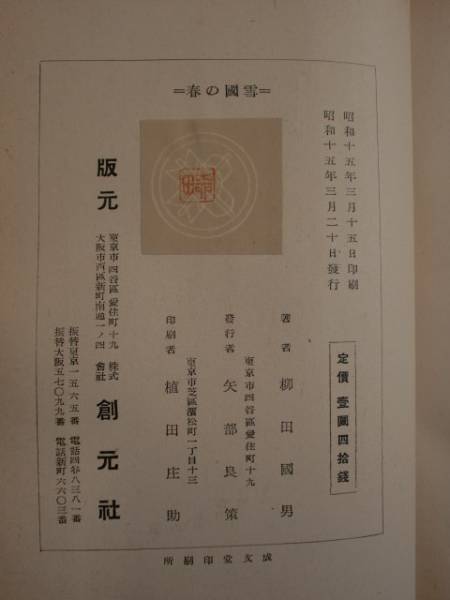 =雪國の春=
昭和十五年三月十五日印刷
昭和十五年三月二十日發行
定價 壹圓四拾錢
著者 柳田國男
東京市四谷區愛住町十九
發行者 矢部良策
東京市芝區濱松町一丁目十三
印刷者 植田庄助
版元 株式會社 創元社
東京市四谷區愛住町十九
大阪市西區新町南通一ノ四
振替東京一五六五番 電話四谷八三八一番
振替大阪五七〇九九番 電話新町六六〇三番
成文堂印刷所